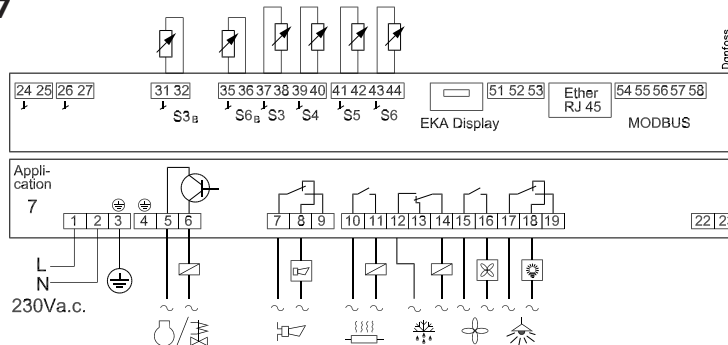 7
Danfoss
24 25 26 27 31 32 35 36 37 38 39 40 41 42 43 44 51 52 53 Ether RJ 45 54 55 56 57 58
S3B S6B S3 S4 S5 S6 EKA Display MODBUS
Appli-
cation
7
1 2 3 4 5 6 7 8 9 10 11 12 13 14 15 16 17 18 19 22
L
N
230Va.c.